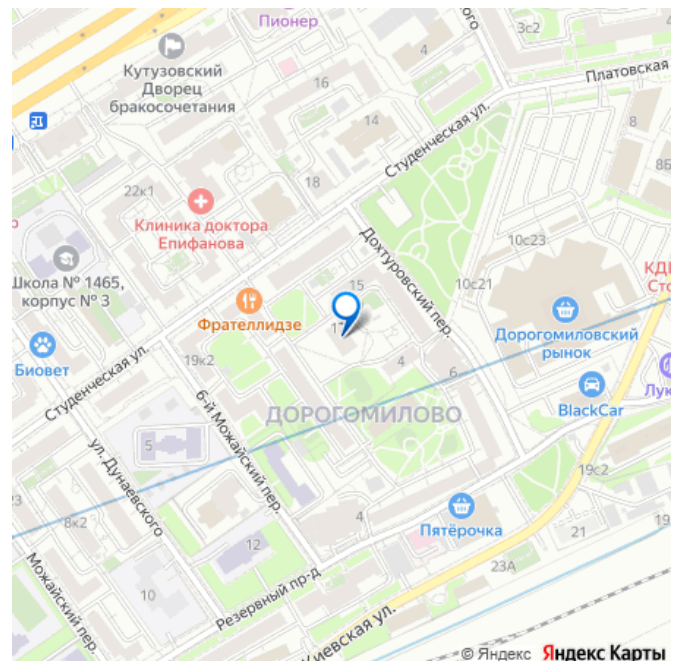 Пионер
3с2
Кутузовский
Дворец
бракосочетания
4
Платовская
16
14
8
Студенческая ул.
8Б
22к1
18
Клиника доктора
Епифанова
10с23
Школа № 1465,
корпус № 3
Дохтуровский пер.
15
10с21
Фрателлидзе
Дорогомиловский
рынок
Биовет
19к2
4
6
BlackCar
Студенческая ул.
6-й Можайский пер.
ДОРОГОМИЛОВО
5
ул. Дунаевского
19с2
8к2
4
Пятёрочка
21
19
12
23А
10
Можайский пер.
Резервный пр-д
Киевская ул.
© Яндекс Яндекс Карты